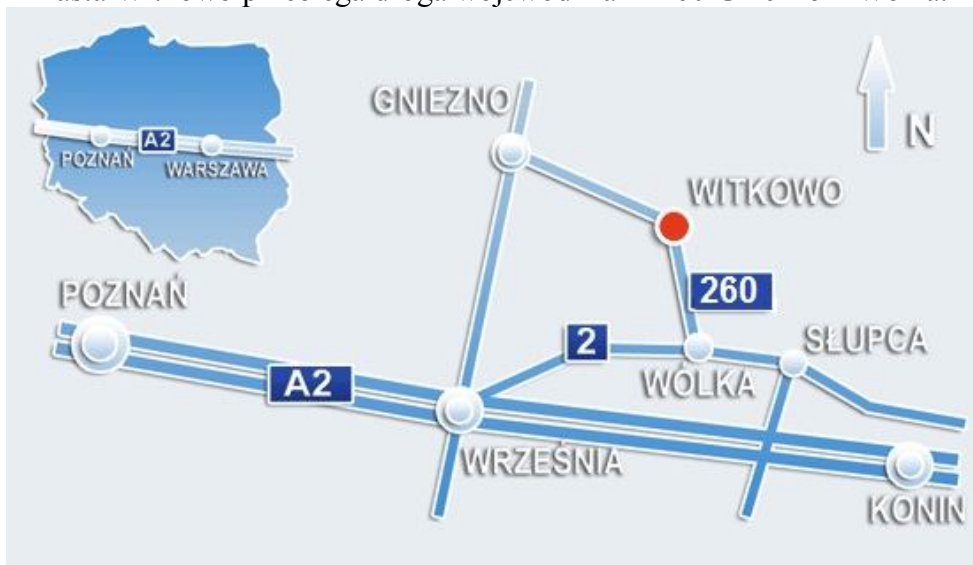 GNIEZNO
N
A2
POZNAŃ
WARSZAWA
WITKOWO
260
POZNAŃ
2
SŁUPCA
A2
WÓLKA
WRZEŚNIA
KONIN